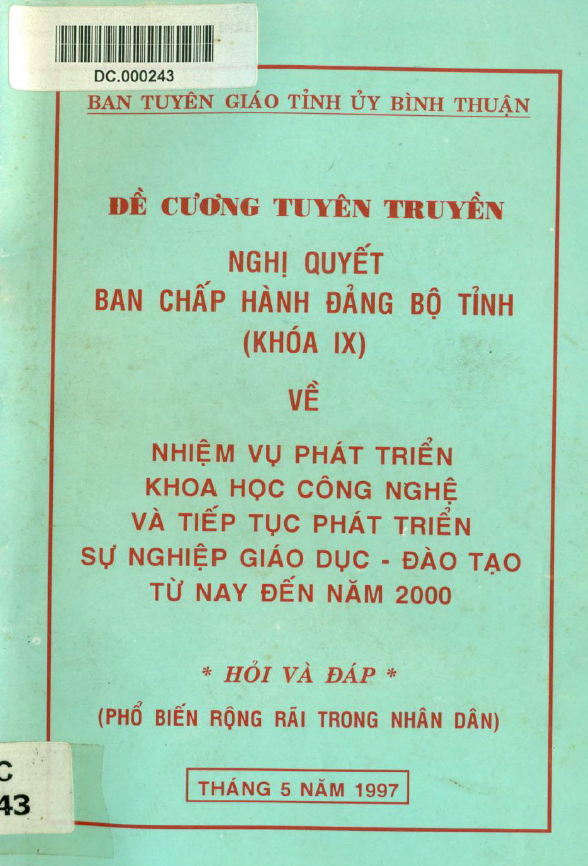 DC.000243
BAN TUYÊN GIÁO TỈNH ỦY BÌNH THUẬN
ĐỀ CƯƠNG TUYÊN TRUYỀN
NGHỊ QUYẾT
BAN CHẤP HÀNH ĐẢNG BỘ TỈNH
(KHÓA IX)
VỀ
NHIỆM VỤ PHÁT TRIỂN
KHOA HỌC CÔNG NGHỆ
VÀ TIẾP TỤC PHÁT TRIỂN
SỰ NGHIỆP GIÁO DỤC - ĐÀO TẠO
TỪ NAY ĐẾN NĂM 2000
* HỎI VÀ ĐÁP *
(PHỔ BIẾN RỘNG RÃI TRONG NHÂN DÂN)
C
43
THÁNG 5 NĂM 1997